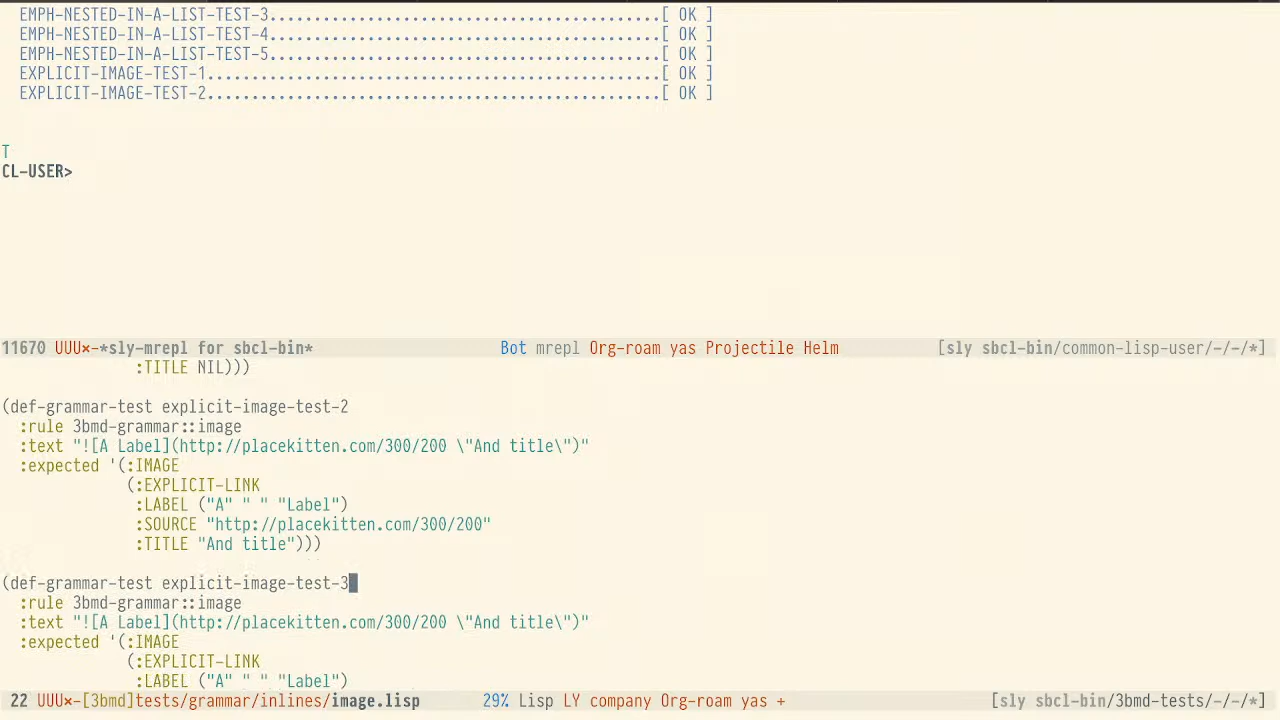 EMPH-NESTED-IN-A-LIST-TEST-3...........................................[ OK ]
EMPH-NESTED-IN-A-LIST-TEST-4...........................................[ OK ]
EMPH-NESTED-IN-A-LIST-TEST-5...........................................[ OK ]
EXPLICIT-IMAGE-TEST-1..................................................[ OK ]
EXPLICIT-IMAGE-TEST-2..................................................[ OK ]
T
CL-USER>
11670 UUU×-*sly-mrepl for sbcl-bin* Bot mrepl Org-roam yas Projectile Helm [sly sbcl-bin/common-lisp-user/-/-/*]
:TITLE NIL)))
(def-grammar-test explicit-image-test-2
:rule 3bmd-grammar::image
:text "![A Label](http://placekitten.com/300/200 \"And title\")"
:expected '(:IMAGE
(:EXPLICIT-LINK
:LABEL ("A" " " "Label")
:SOURCE "http://placekitten.com/300/200"
:TITLE "And title")))
(def-grammar-test explicit-image-test-3
:rule 3bmd-grammar::image
:text "![A Label](http://placekitten.com/300/200 \"And title\")"
:expected '(:IMAGE
(:EXPLICIT-LINK
:LABEL ("A" " " "Label")
22 UUU×-[3bmd]tests/grammar/inlines/image.lisp 29% Lisp LY company Org-roam yas + [sly sbcl-bin/3bmd-tests/-/-/*]